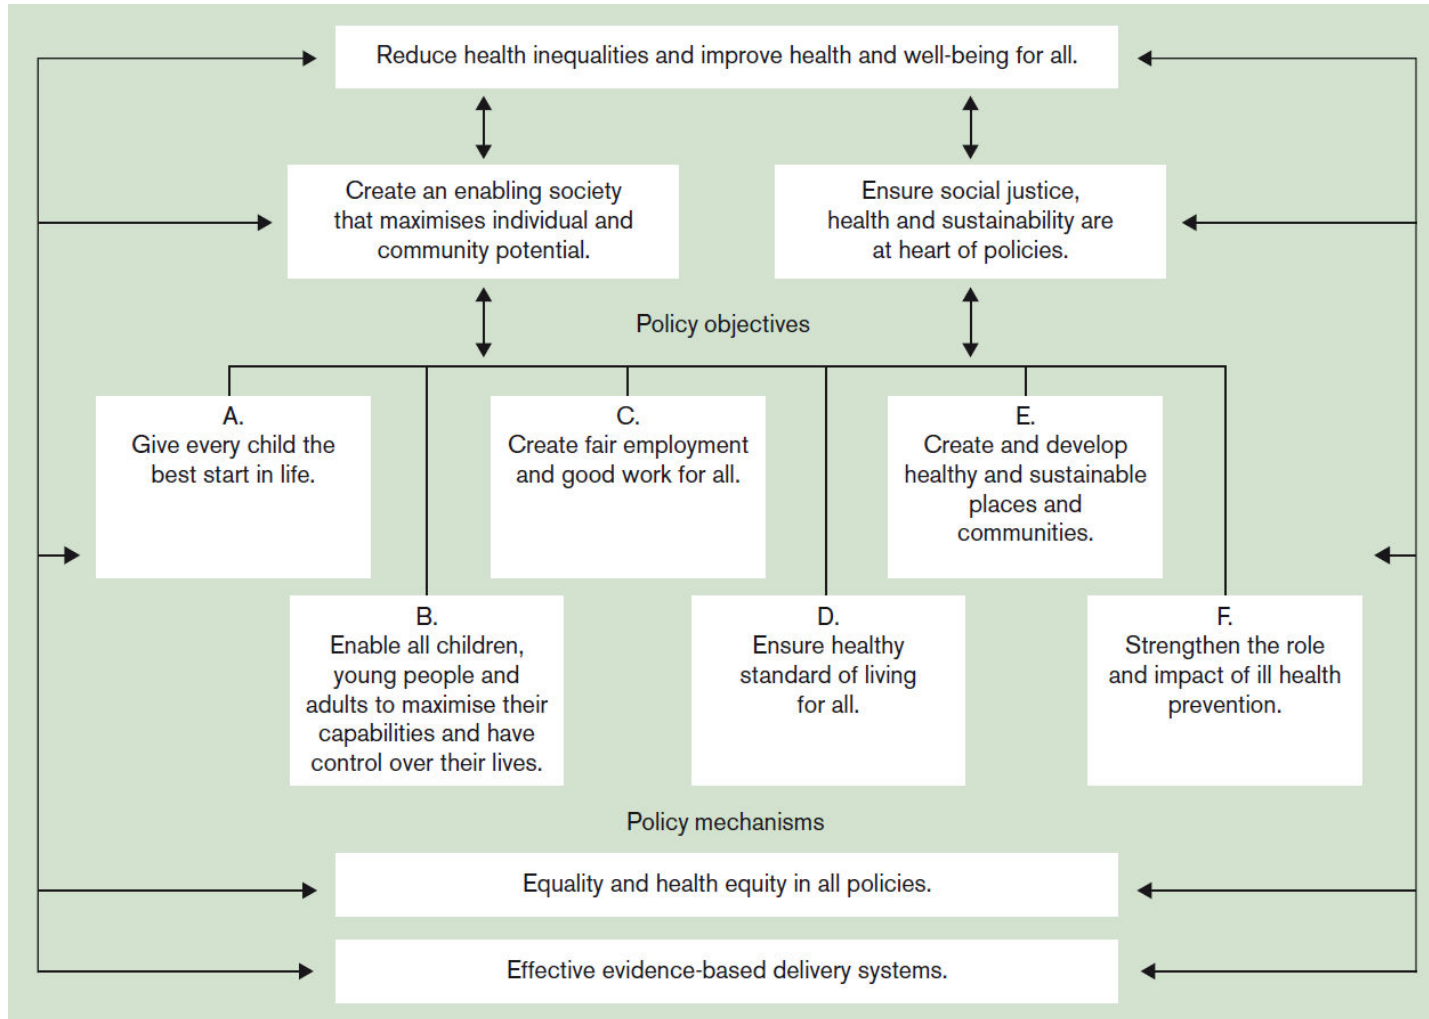 Reduce health inequalities and improve health and well-being for all.
Create an enabling society
that maximises individual and
community potential.
Ensure social justice,
health and sustainability are
at heart of policies.
Policy objectives
A.
Give every child the
best start in life.
C.
Create fair employment
and good work for all.
E.
Create and develop
healthy and sustainable
places and
communities.
B.
Enable all children,
young people and
adults to maximise their
capabilities and have
control over their lives.
D.
Ensure healthy
standard of living
for all.
F.
Strengthen the role
and impact of ill health
prevention.
Policy mechanisms
Equality and health equity in all policies.
Effective evidence-based delivery systems.